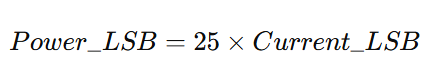 Power_LSB = 25 × Current_LSB